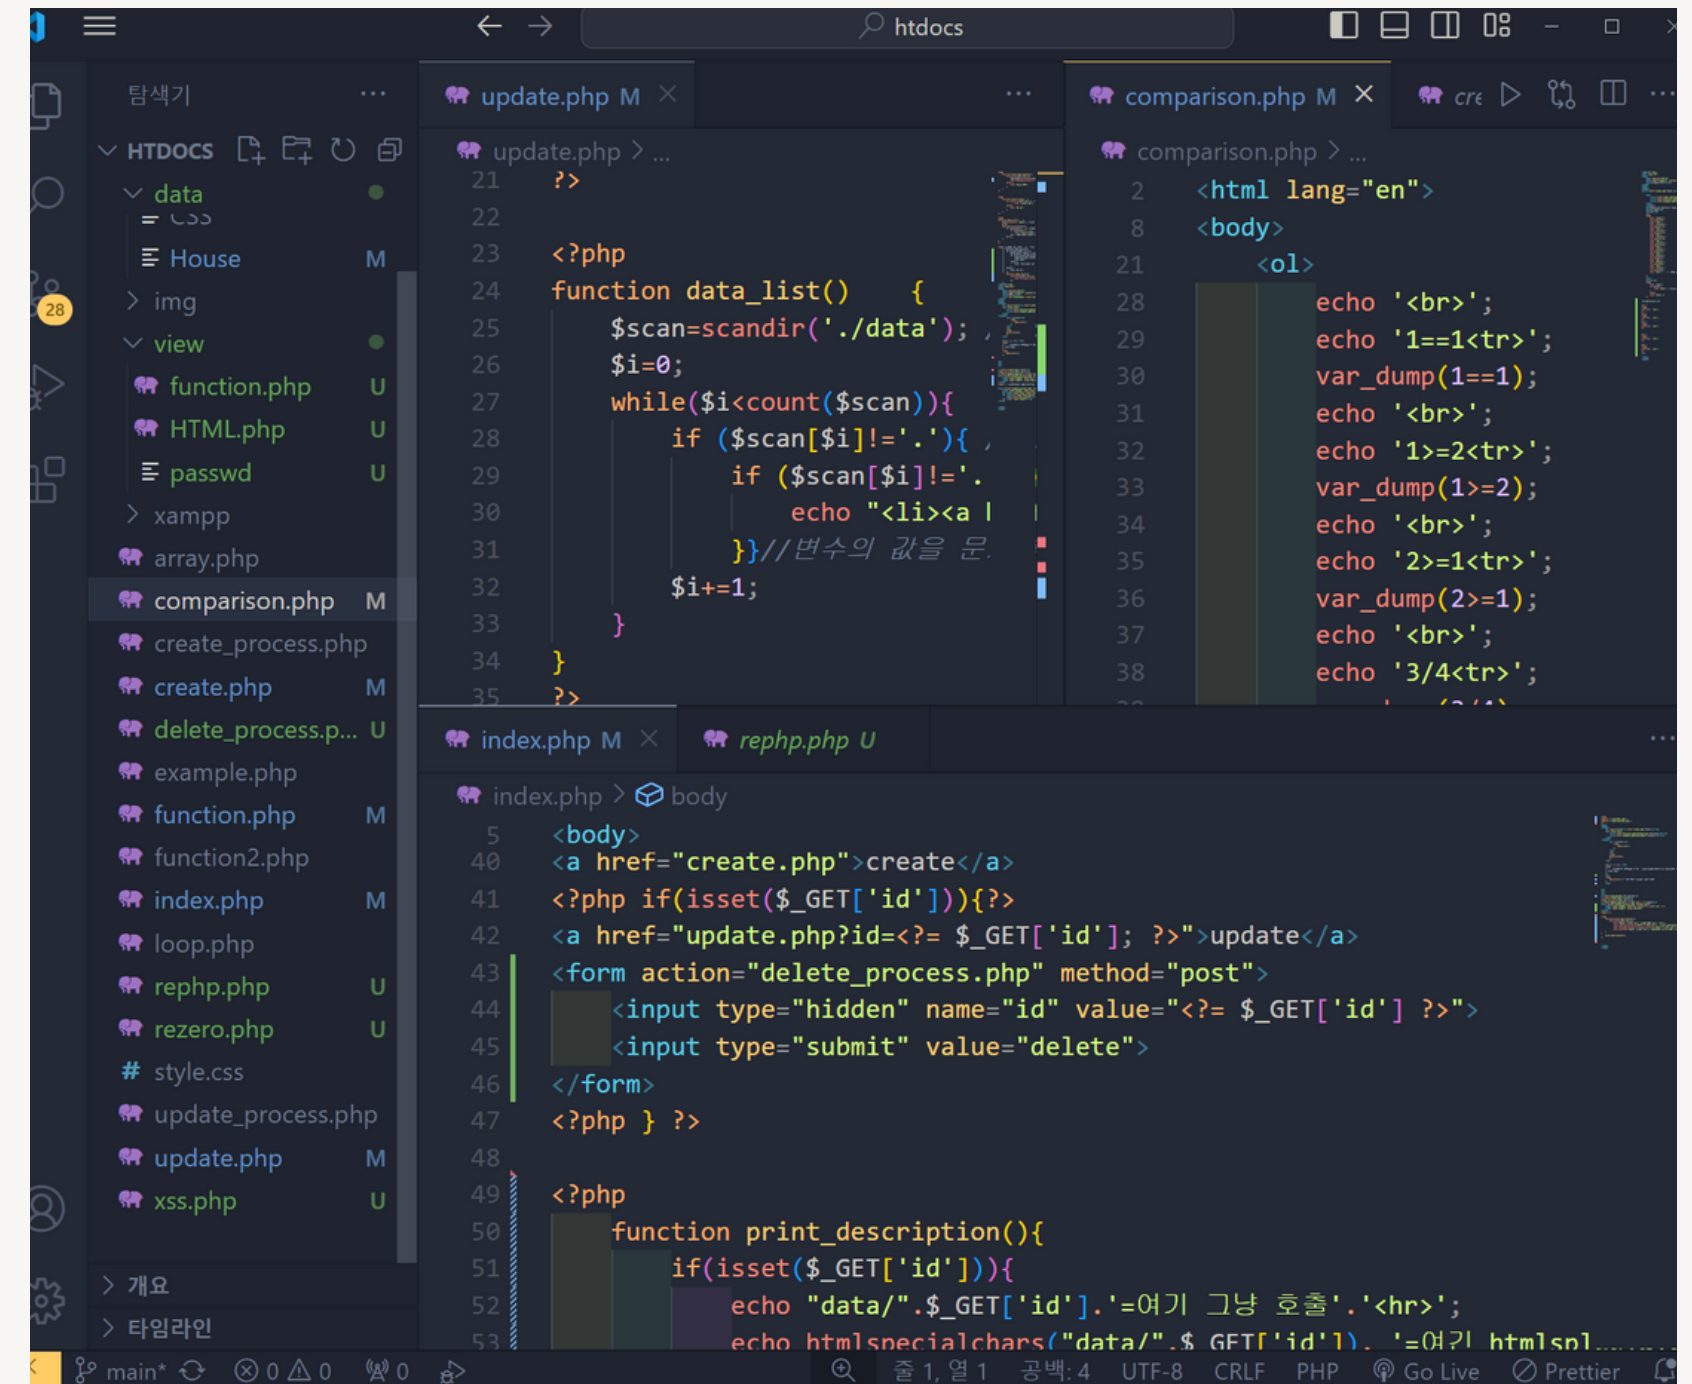 htdocs
탐색기
HTDOCS
data
CSS
House M
img
view
function.php U
HTML.php U
passwd U
xampp
array.php
comparison.php M
create_process.php
create.php M
delete_process.p... U
example.php
function.php M
function2.php
index.php M
loop.php
rephp.php U
rezero.php U
style.css
update_process.php
update.php M
xss.php U
개요
타임라인
28
update.php M
update.php > ...
21 ?>
22
23 <?php
24 function data_list()    {
25     $scan=scandir('./data'); /
26     $i=0;
27     while($i<count($scan)){
28         if ($scan[$i]!='.'){ /
29             if ($scan[$i]!='.
30                 echo "<li><a
31             }}//변수의 값을 문
32         $i+=1;
33     }
34 }
35 ?>
comparison.php M
cre
comparison.php > ...
2 <html lang="en">
8 <body>
21     <ol>
28         echo '<br>';
29         echo '1==1<tr>';
30         var_dump(1==1);
31         echo '<br>';
32         echo '1>=2<tr>';
33         var_dump(1>=2);
34         echo '<br>';
35         echo '2>=1<tr>';
36         var_dump(2>=1);
37         echo '<br>';
38         echo '3/4<tr>';
index.php M
rephp.php U
index.php > body
5 <body>
40 <a href="create.php">create</a>
41 <?php if(isset($_GET['id'])){?>
42 <a href="update.php?id=<?= $_GET['id']; ?>">update</a>
43 <form action="delete_process.php" method="post">
44     <input type="hidden" name="id" value="<?= $_GET['id'] ?>">
45     <input type="submit" value="delete">
46 </form>
47 <?php } ?>
48
49 <?php
50     function print_description(){
51         if(isset($_GET['id'])){
52             echo "data/".$_GET['id'].'=여기 그냥 호출'.'<hr>';
53             echo htmlspecialchars("data/".$_GET['id']). '=여긴 htmlspl
main* 0 0 0 줄 1, 열 1 공백: 4 UTF-8 CRLF PHP Go Live Prettier